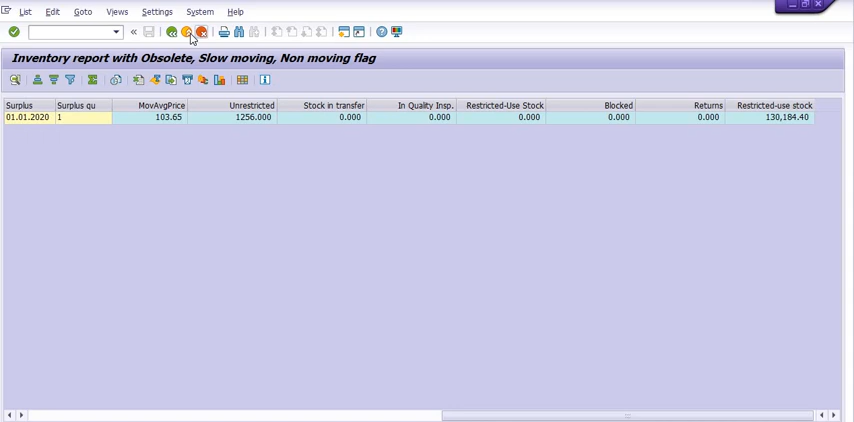 List Edit Goto Views Settings System Help
Inventory report with Obsolete, Slow moving, Non moving flag
Surplus Surplus qu MovAvgPrice Unrestricted Stock in transfer In Quality Insp. Restricted-Use Stock Blocked Returns Restricted-use stock
01.01.2020 1 103.65 1256.000 0.000 0.000 0.000 0.000 0.000 130,184.40